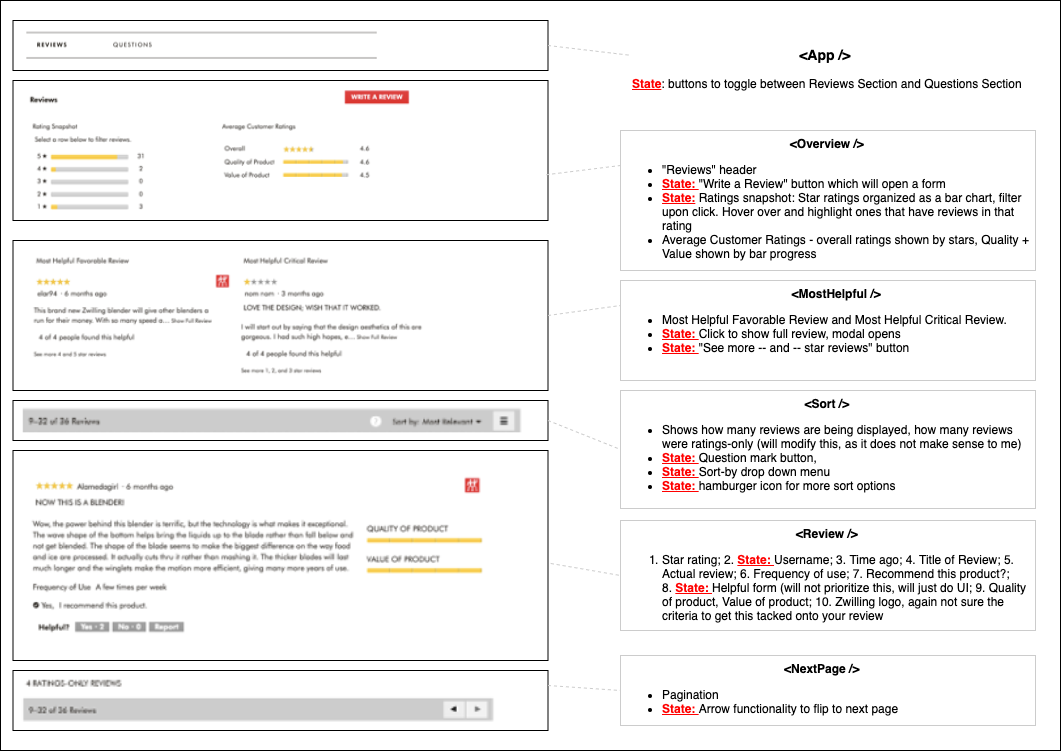 REVIEWS QUESTIONS
Reviews
WRITE A REVIEW
Rating Snapshot
Select a row below to filter reviews.
5 ★ 31
4 ★ 2
3 ★ 0
2 ★ 0
1 ★ 3
Average Customer Ratings
Overall ★★★★★ 4.6
Quality of Product 4.6
Value of Product 4.5
Most Helpful Favorable Review
★★★★★
elar94 · 6 months ago
This brand new Zwilling blender will give other blenders a
run for their money. With so many speed a... Show Full Review
4 of 4 people found this helpful
See more 4 and 5 star reviews
Most Helpful Critical Review
★★★★★
nom nom · 3 months ago
LOVE THE DESIGN; WISH THAT IT WORKED.
I will start out by saying that the design aesthetics of this are
gorgeous. I had such high hopes, e... Show Full Review
4 of 4 people found this helpful
See more 1, 2, and 3 star reviews
9–32 of 36 Reviews
? Sort by: Most Relevant ▼ ≡
★★★★★ Alamedagirl · 6 months ago
NOW THIS IS A BLENDER!
Wow, the power behind this blender is terrific, but the technology is what makes it exceptional.
The wave shape of the bottom helps bring the liquids up to the blade rather than fall below and
not get blended. The shape of the blade seems to make the biggest difference on the way food
and ice are processed. It actually cuts thru it rather than mashing it. The thicker blades will last
much longer and the winglets make the motion more efficient, giving many more years of use.
Frequency of Use A few times per week
Yes, I recommend this product.
Helpful? Yes · 2 No · 0 Report
QUALITY OF PRODUCT
VALUE OF PRODUCT
4 RATINGS-ONLY REVIEWS
9–32 of 36 Reviews
◄ ►
<App />
State: buttons to toggle between Reviews Section and Questions Section
<Overview />
• "Reviews" header
• State: "Write a Review" button which will open a form
• State: Ratings snapshot: Star ratings organized as a bar chart, filter
upon click. Hover over and highlight ones that have reviews in that
rating
• Average Customer Ratings - overall ratings shown by stars, Quality +
Value shown by bar progress
<MostHelpful />
• Most Helpful Favorable Review and Most Helpful Critical Review.
• State: Click to show full review, modal opens
• State: "See more -- and -- star reviews" button
<Sort />
• Shows how many reviews are being displayed, how many reviews
were ratings-only (will modify this, as it does not make sense to me)
• State: Question mark button,
• State: Sort-by drop down menu
• State: hamburger icon for more sort options
<Review />
1. Star rating; 2. State: Username; 3. Time ago; 4. Title of Review; 5.
Actual review; 6. Frequency of use; 7. Recommend this product?;
8. State: Helpful form (will not prioritize this, will just do UI; 9. Quality
of product, Value of product; 10. Zwilling logo, again not sure the
criteria to get this tacked onto your review
<NextPage />
• Pagination
• State: Arrow functionality to flip to next page